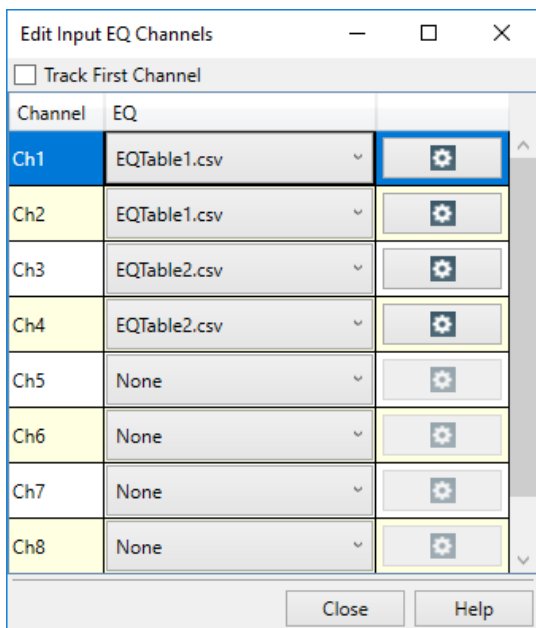 Edit Input EQ Channels
Track First Channel
Channel EQ
Ch1 EQTable1.csv
Ch2 EQTable1.csv
Ch3 EQTable2.csv
Ch4 EQTable2.csv
Ch5 None
Ch6 None
Ch7 None
Ch8 None
Close Help